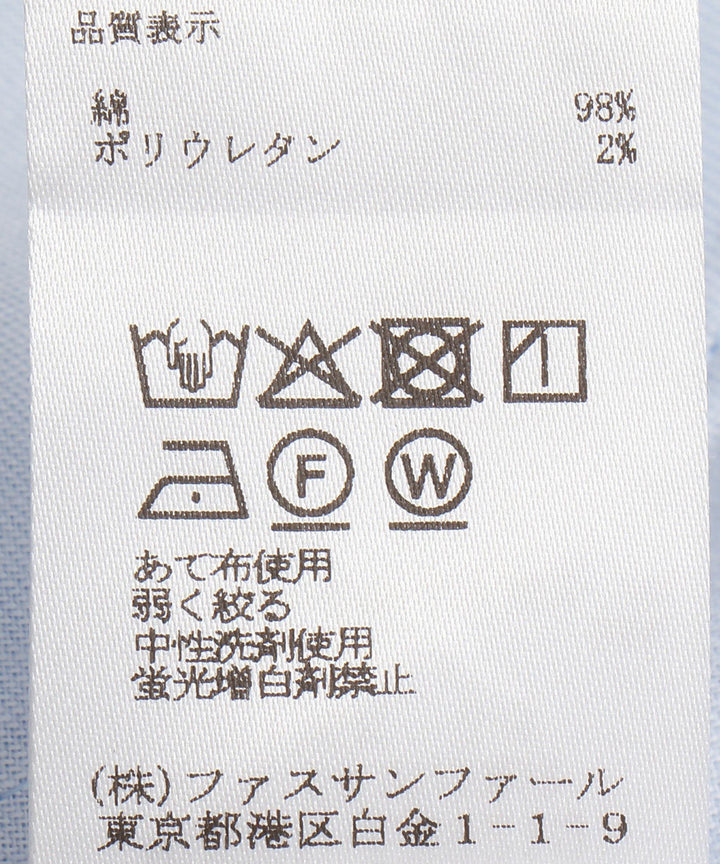 品質表示
綿 98%
ポリウレタン 2%
F W
あて布使用
弱く絞る
中性洗剤使用
蛍光増白剤禁止
(株)ファスサンファール
東京都港区白金1-1-9